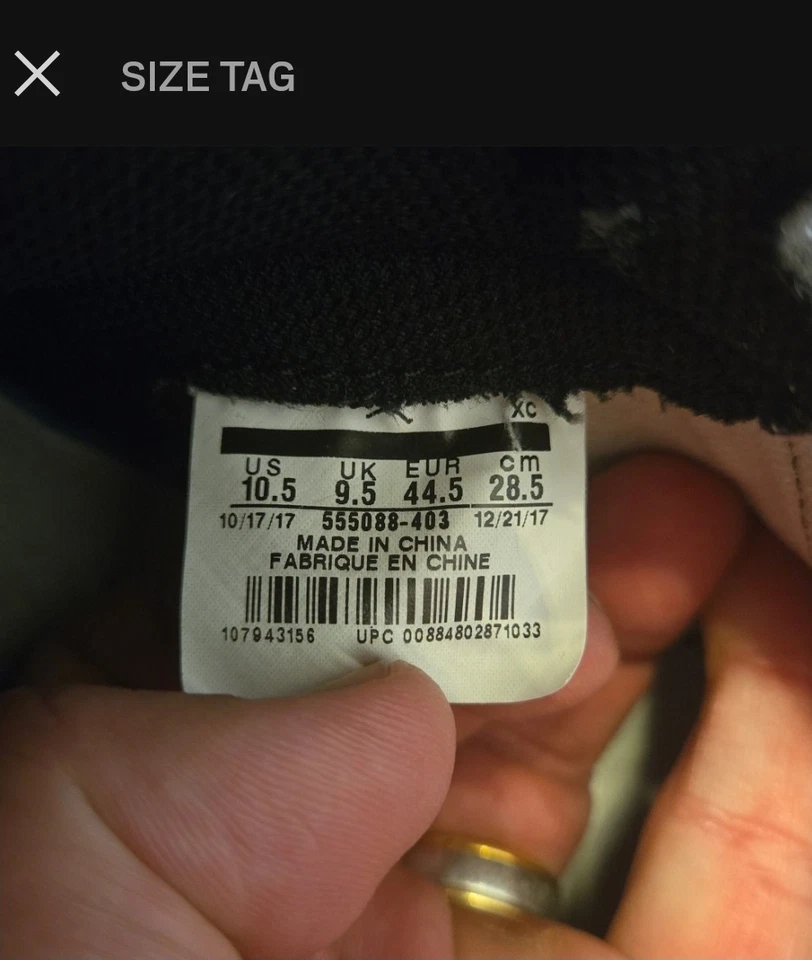 SIZE TAG
XC
US UK EUR cm
10.5 9.5 44.5 28.5
10/17/17 555088-403 12/21/17
MADE IN CHINA
FABRIQUE EN CHINE
107943156 UPC 00884802871033